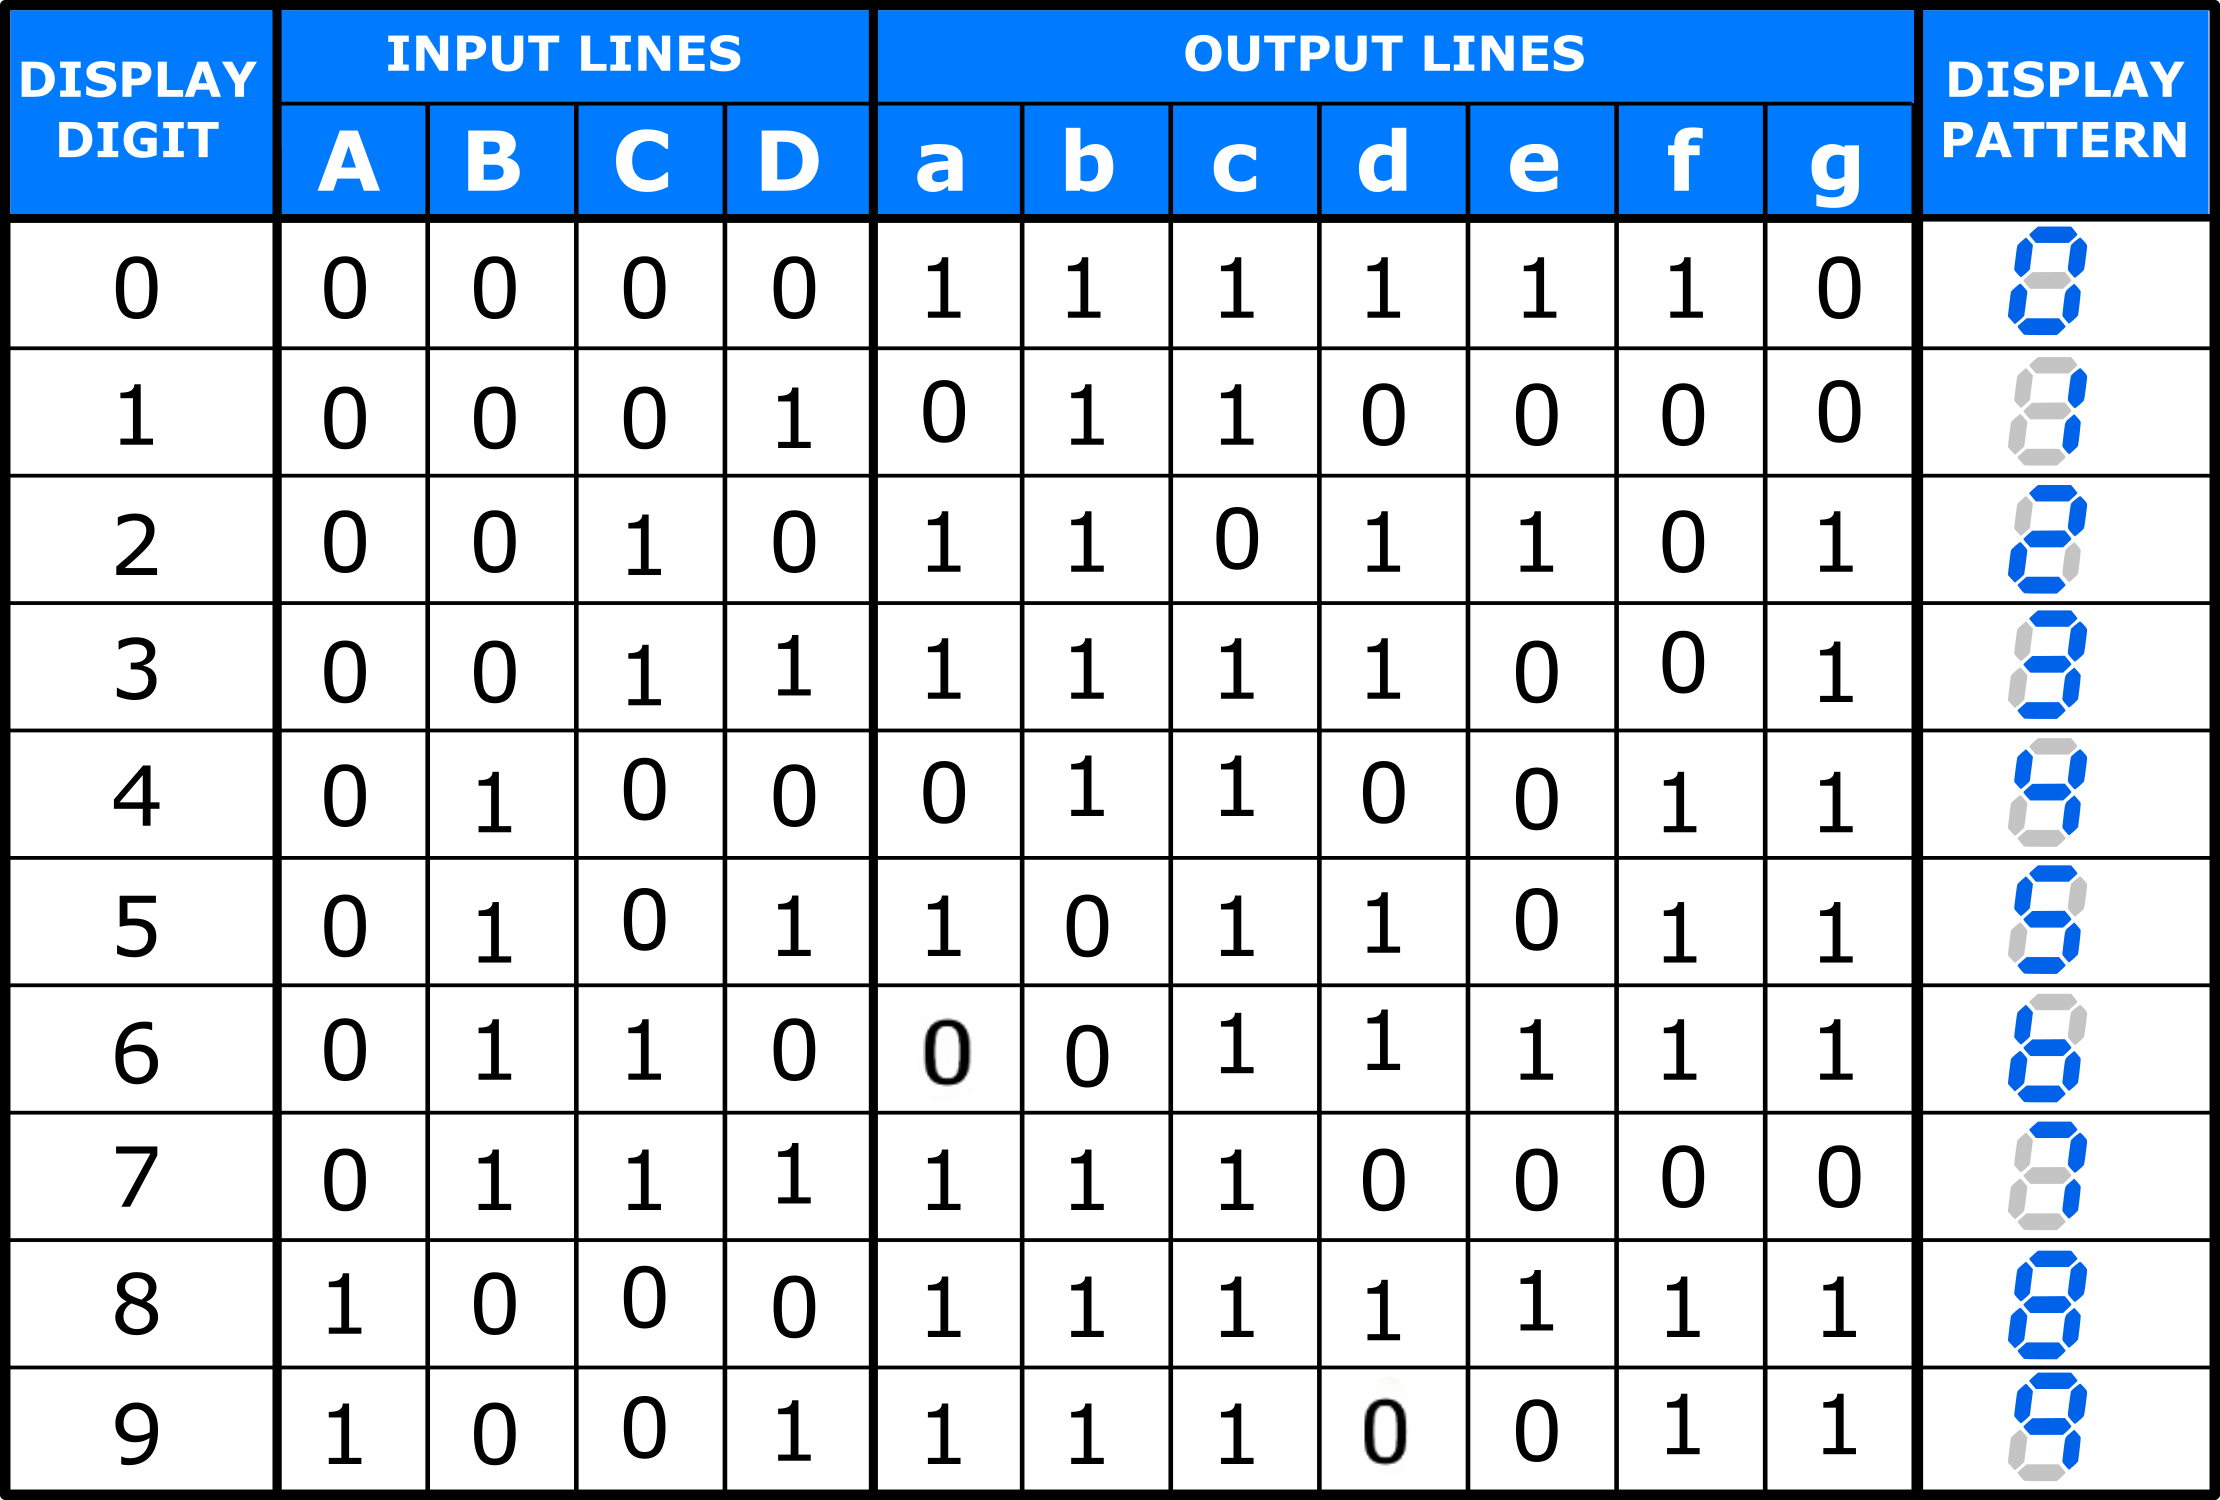 DISPLAY DIGIT INPUT LINES OUTPUT LINES DISPLAY PATTERN
A B C D a b c d e f g
0 0 0 0 0 1 1 1 1 1 1 0
1 0 0 0 1 0 1 1 0 0 0 0
2 0 0 1 0 1 1 0 1 1 0 1
3 0 0 1 1 1 1 1 1 0 0 1
4 0 1 0 0 0 1 1 0 0 1 1
5 0 1 0 1 1 0 1 1 0 1 1
6 0 1 1 0 0 0 1 1 1 1 1
7 0 1 1 1 1 1 1 0 0 0 0
8 1 0 0 0 1 1 1 1 1 1 1
9 1 0 0 1 1 1 1 0 0 1 1